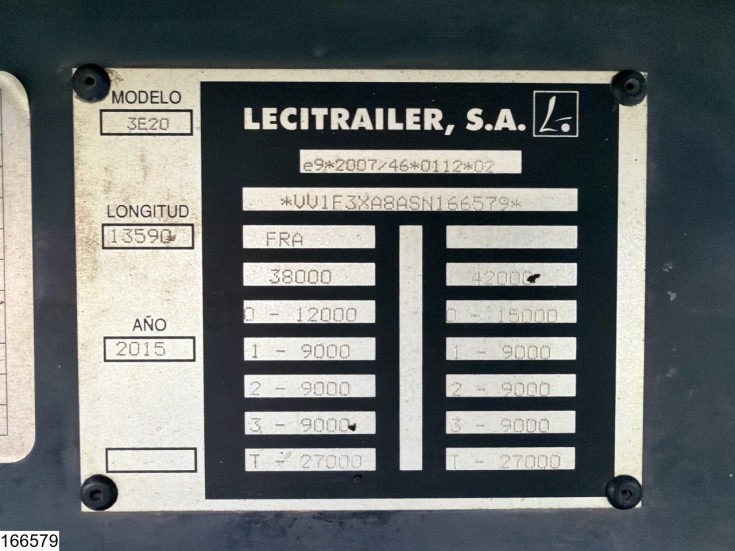 MODELO
3E20
LONGITUD
13590
AÑO
2015
LECITRAILER, S.A. L.
e9*2007/46*0112*02
*VV1F3XA8ASN166579*
FRA
38000 42000
0 - 12000 0 - 15000
1 - 9000 1 - 9000
2 - 9000 2 - 9000
3 - 9000 3 - 9000
T - 27000 T - 27000
166579